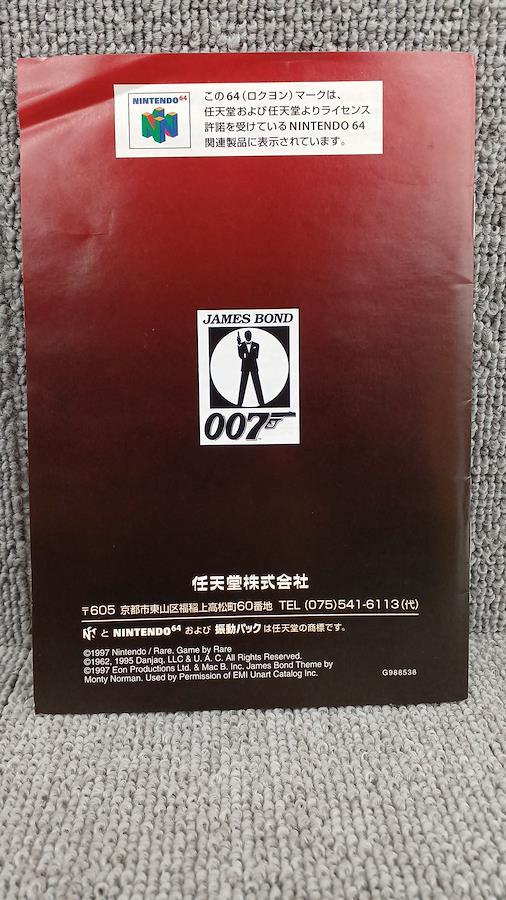 NINTENDO64
この64(ロクヨン)マークは、
任天堂および任天堂よりライセンス
許諾を受けているNINTENDO 64
関連製品に表示されています。
JAMES BOND
007
任天堂株式会社
〒605 京都市東山区福稲上高松町60番地 TEL (075)541-6113(代)
と NINTENDO64 および 振動パック は任天堂の商標です。
©1997 Nintendo / Rare. Game by Rare
©1962, 1995 Danjaq, LLC & U. A. C. All Rights Reserved.
©1997 Eon Productions Ltd. & Mac B. Inc. James Bond Theme by
Monty Norman. Used by Permission of EMI Unart Catalog Inc.
G988538